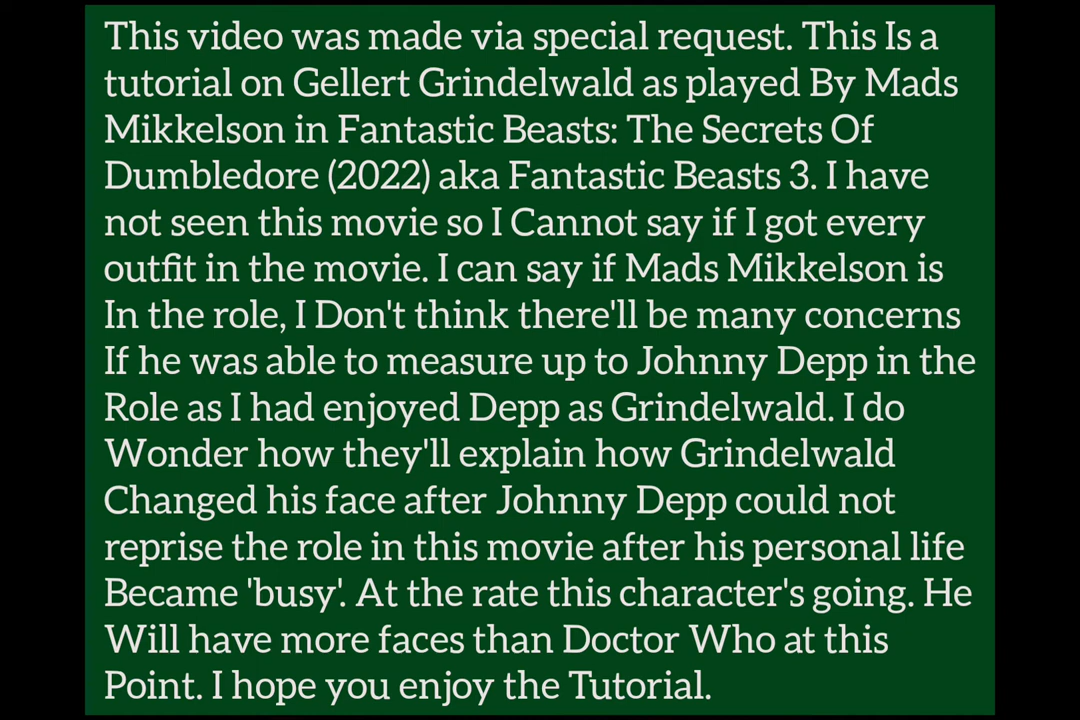 This video was made via special request. This Is a
tutorial on Gellert Grindelwald as played By Mads
Mikkelson in Fantastic Beasts: The Secrets Of
Dumbledore (2022) aka Fantastic Beasts 3. I have
not seen this movie so I Cannot say if I got every
outfit in the movie. I can say if Mads Mikkelson is
In the role, I Don't think there'll be many concerns
If he was able to measure up to Johnny Depp in the
Role as I had enjoyed Depp as Grindelwald. I do
Wonder how they'll explain how Grindelwald
Changed his face after Johnny Depp could not
reprise the role in this movie after his personal life
Became 'busy'. At the rate this character's going. He
Will have more faces than Doctor Who at this
Point. I hope you enjoy the Tutorial.